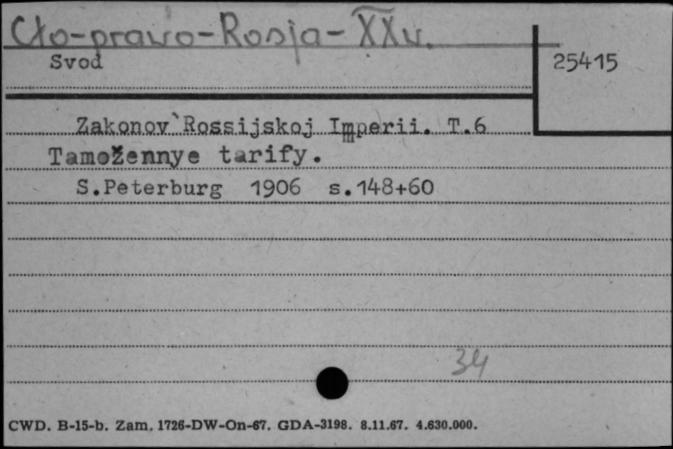 Cło-prawo-Rosja-XXw.
Svod
25415
Zakonov Rossijskoj Imperii. T.6
Tamožennye tarify.
S.Peterburg 1906 s.148+60
34
CWD. B-15-b. Zam. 1726-DW-On-67. GDA-3198. 8.11.67. 4.630.000.